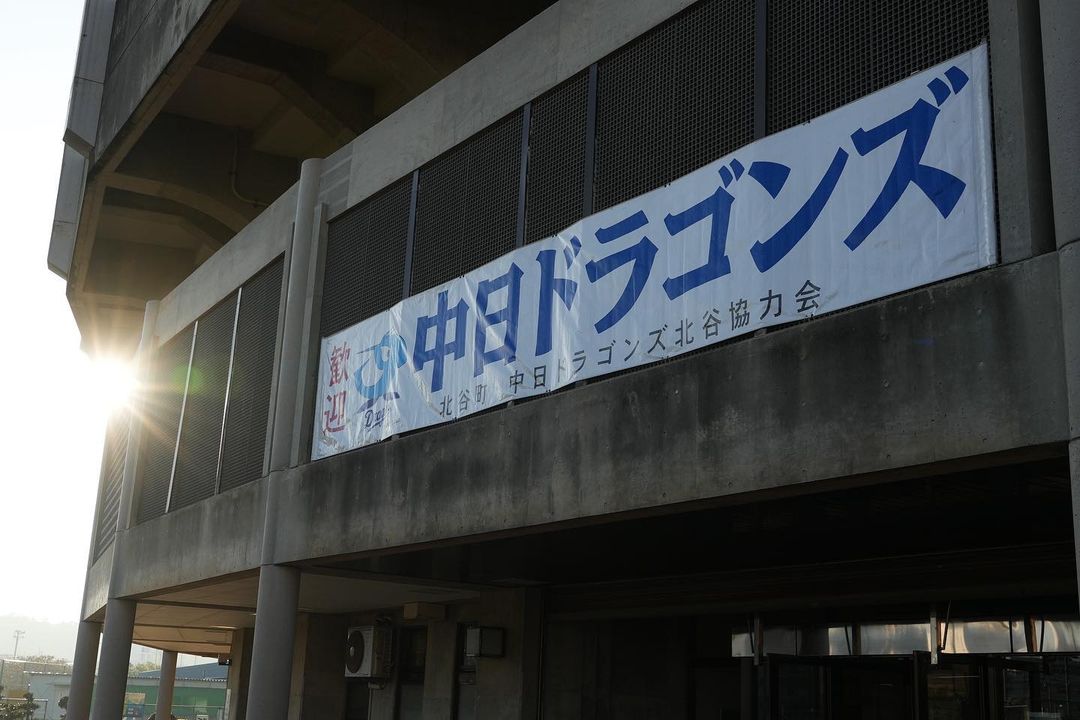 歓迎
中日ドラゴンズ
北谷町 中日ドラゴンズ北谷協力会